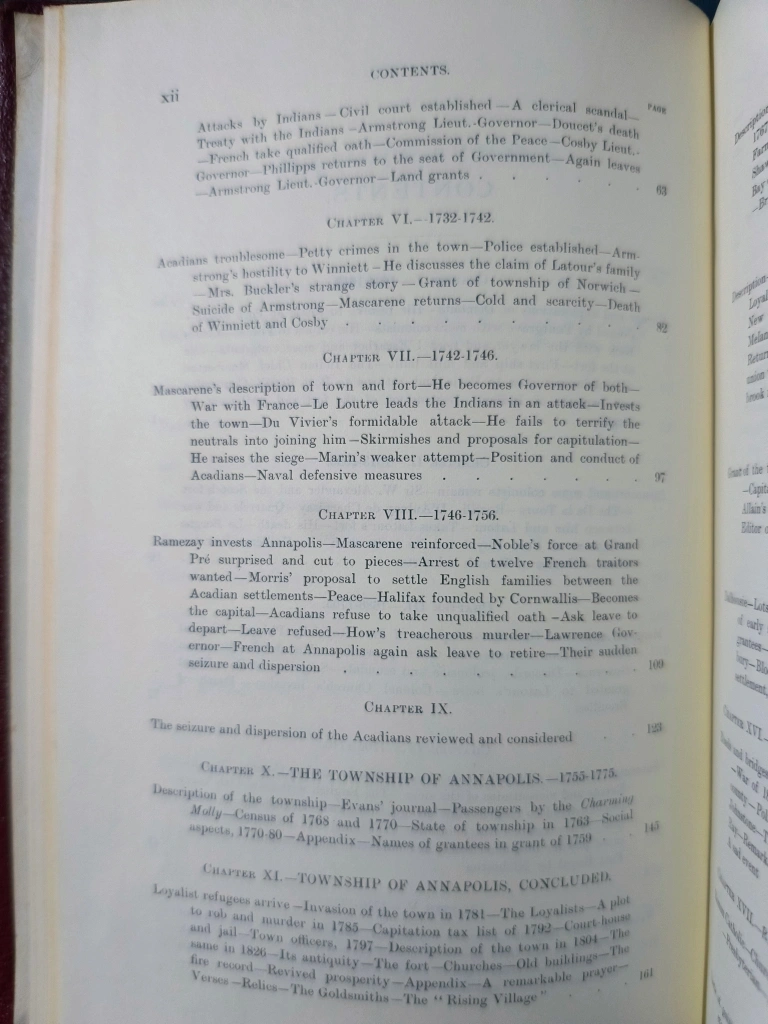 CONTENTS.
xii
PAGE
Attacks by Indians—Civil court established—A clerical scandal—
Treaty with the Indians—Armstrong Lieut.-Governor—Doucet's death
—French take qualified oath—Commission of the Peace—Cosby Lieut.-
Governor—Phillipps returns to the seat of Government—Again leaves
—Armstrong Lieut.-Governor—Land grants . . . . . 63
CHAPTER VI.—1732-1742.
Acadians troublesome—Petty crimes in the town—Police established—Arm-
strong's hostility to Winniett—He discusses the claim of Latour's family
—Mrs. Buckler's strange story—Grant of township of Norwich—
Suicide of Armstrong—Mascarene returns—Cold and scarcity—Death
of Winniett and Cosby . . . . . . . . . 82
CHAPTER VII.—1742-1746.
Mascarene's description of town and fort—He becomes Governor of both—
War with France—Le Loutre leads the Indians in an attack—Invests
the town—Du Vivier's formidable attack—He fails to terrify the
neutrals into joining him—Skirmishes and proposals for capitulation—
He raises the siege—Marin's weaker attempt—Position and conduct of
Acadians—Naval defensive measures . . . . . . . 97
CHAPTER VIII.—1746-1756.
Ramezay invests Annapolis—Mascarene reinforced—Noble's force at Grand
Pré surprised and cut to pieces—Arrest of twelve French traitors
wanted—Morris' proposal to settle English families between the
Acadian settlements—Peace—Halifax founded by Cornwallis—Becomes
the capital—Acadians refuse to take unqualified oath—Ask leave to
depart—Leave refused—How's treacherous murder—Lawrence Gov-
ernor—French at Annapolis again ask leave to retire—Their sudden
seizure and dispersion . . . . . . . . . 109
CHAPTER IX.
The seizure and dispersion of the Acadians reviewed and considered . . 123
CHAPTER X.—THE TOWNSHIP OF ANNAPOLIS.—1755-1775.
Description of the township—Evans' journal—Passengers by the Charming
Molly—Census of 1768 and 1770—State of township in 1763—Social
aspects, 1770-80—Appendix—Names of grantees in grant of 1759 . . 145
CHAPTER XI.—TOWNSHIP OF ANNAPOLIS, CONCLUDED.
Loyalist refugees arrive—Invasion of the town in 1781—The Loyalists—A plot
to rob and murder in 1785—Capitation tax list of 1792—Court-house
and jail—Town officers, 1797—Description of the town in 1804—The
same in 1826—Its antiquity—The fort—Churches—Old buildings—The
fire record—Revived prosperity—Appendix—A remarkable prayer—
Verses—Relics—The Goldsmiths—The "Rising Village" . . . 161